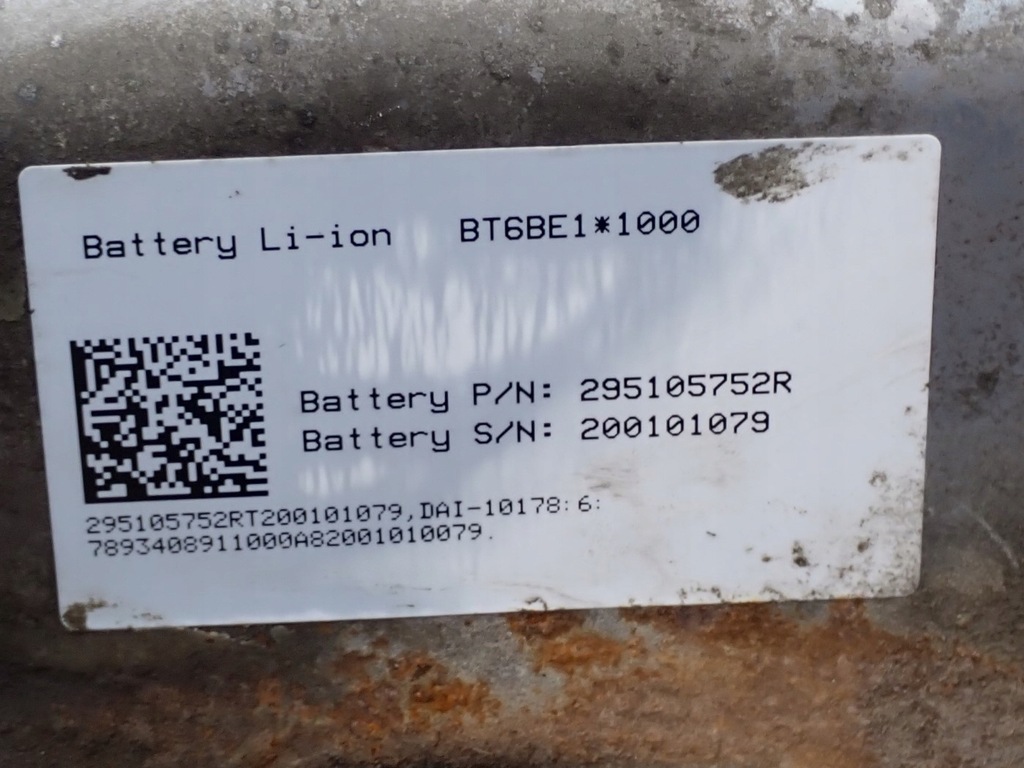 Battery Li-ion BT6BE1*1000
Battery P/N: 295105752R
Battery S/N: 200101079
295105752RT200101079,DAI-10178:6:
7893408911000A82001010079.